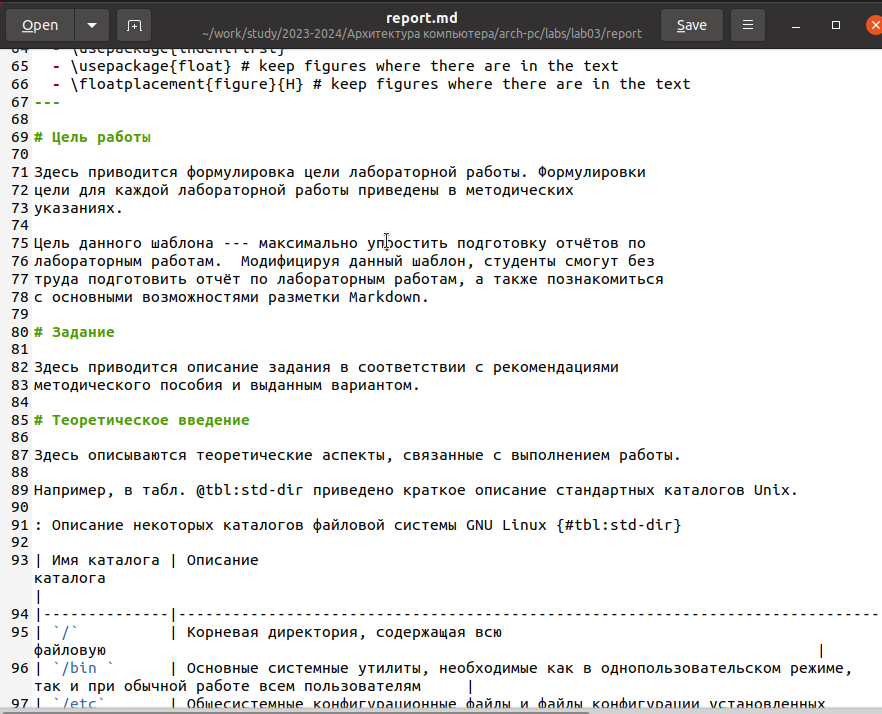 Open
report.md
~/work/study/2023-2024/Архитектура компьютера/arch-pc/labs/lab03/report
Save
64 - \usepackage{indentfirst}
65 - \usepackage{float} # keep figures where there are in the text
66 - \floatplacement{figure}{H} # keep figures where there are in the text
67 ---
68
69 # Цель работы
70
71 Здесь приводится формулировка цели лабораторной работы. Формулировки
72 цели для каждой лабораторной работы приведены в методических
73 указаниях.
74
75 Цель данного шаблона --- максимально упростить подготовку отчётов по
76 лабораторным работам.  Модифицируя данный шаблон, студенты смогут без
77 труда подготовить отчёт по лабораторным работам, а также познакомиться
78 с основными возможностями разметки Markdown.
79
80 # Задание
81
82 Здесь приводится описание задания в соответствии с рекомендациями
83 методического пособия и выданным вариантом.
84
85 # Теоретическое введение
86
87 Здесь описываются теоретические аспекты, связанные с выполнением работы.
88
89 Например, в табл. @tbl:std-dir приведено краткое описание стандартных каталогов Unix.
90
91 : Описание некоторых каталогов файловой системы GNU Linux {#tbl:std-dir}
92
93 | Имя каталога | Описание
каталога
|
94 |--------------|------------------------------------------------------------------------------
95 | `/`          | Корневая директория, содержащая всю
файловую |
96 | `/bin `      | Основные системные утилиты, необходимые как в однопользовательском режиме,
так и при обычной работе всем пользователям |
97 | `/etc`       | Общесистемные конфигурационные файлы и файлы конфигурации установленных